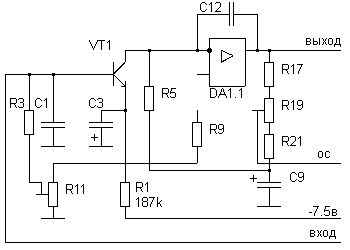 C12
VT1
выход
R17
DA1.1
R3
C1
C3
R5
R19
R9
R21
ос
R11
R1
187k
C9
-7.5в
вход